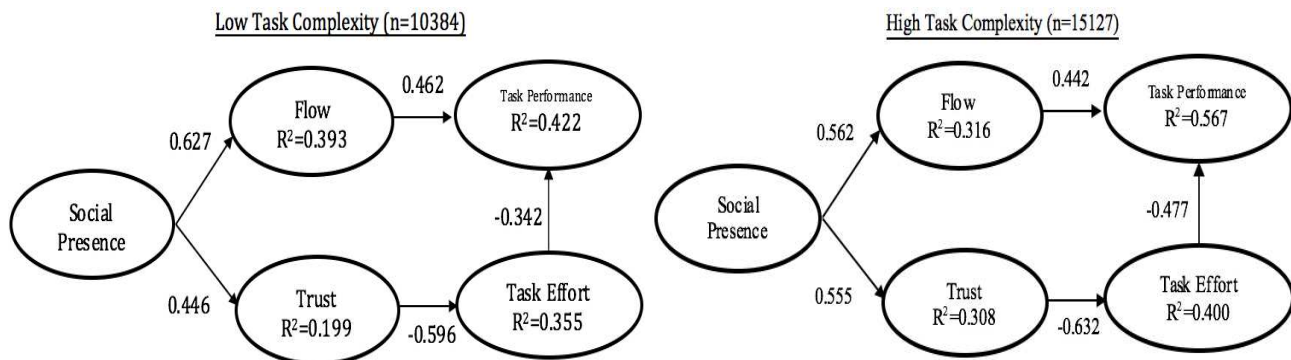 Low Task Complexity (n=10384)
0.462
Flow
R²=0.393
Task Performance
R²=0.422
0.627
Social
Presence
-0.342
0.446
Trust
R²=0.199
-0.596
Task Effort
R²=0.355
High Task Complexity (n=15127)
0.442
Flow
R²=0.316
Task Performance
R²=0.567
0.562
Social
Presence
-0.477
0.555
Trust
R²=0.308
-0.632
Task Effort
R²=0.400